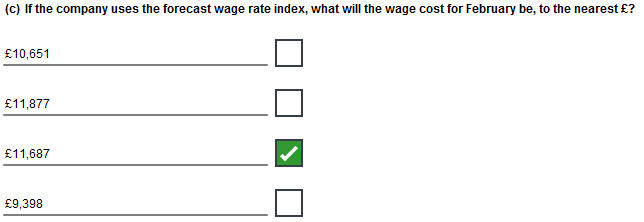 (c) If the company uses the forecast wage rate index, what will the wage cost for February be, to the nearest £?
£10,651
£11,877
£11,687
£9,398